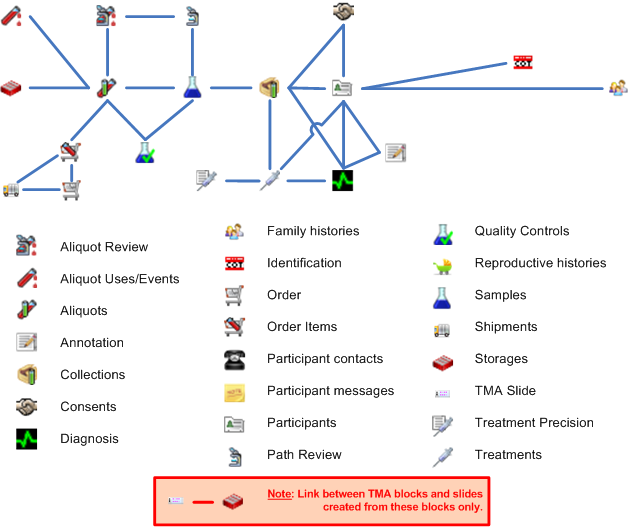 Aliquot Review
Aliquot Uses/Events
Aliquots
Annotation
Collections
Consents
Diagnosis
Family histories
Identification
Order
Order Items
Participant contacts
Participant messages
Participants
Path Review
Quality Controls
Reproductive histories
Samples
Shipments
Storages
TMA Slide
Treatment Precision
Treatments
Note: Link between TMA blocks and slides
created from these blocks only.